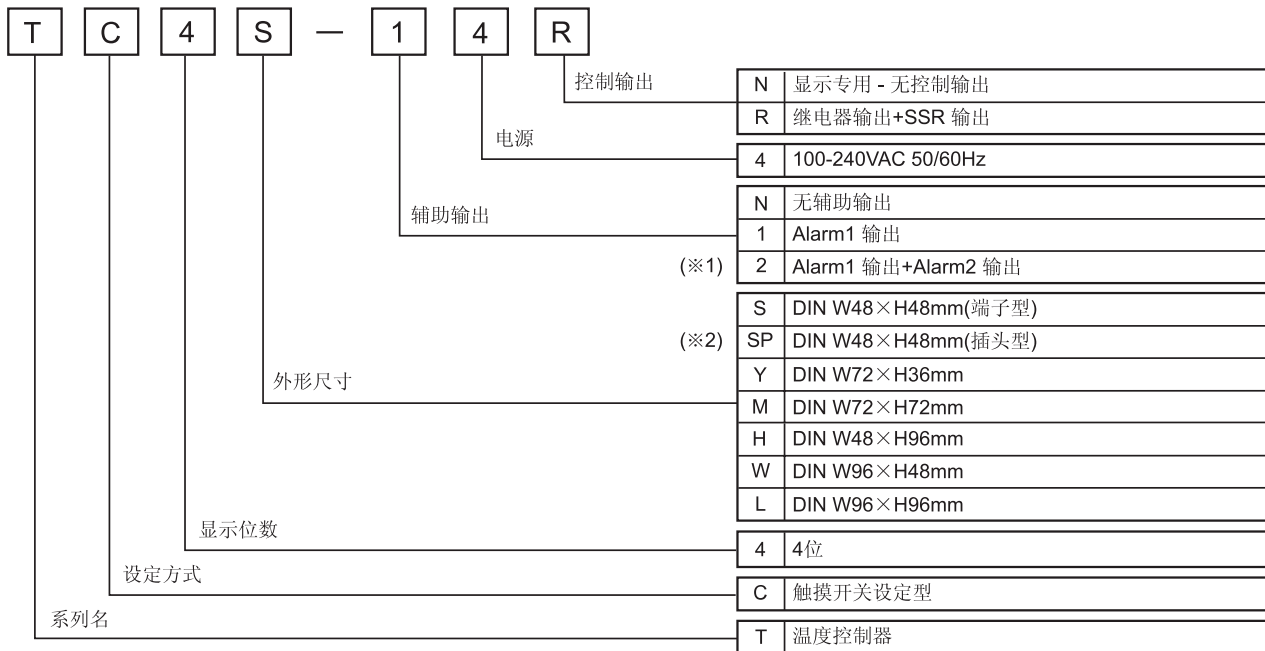 T C 4 S — 1 4 R
控制输出
N 显示专用 - 无控制输出
R 继电器输出+SSR 输出
电源
4 100-240VAC 50/60Hz
辅助输出
N 无辅助输出
1 Alarm1 输出
(※1) 2 Alarm1 输出+Alarm2 输出
外形尺寸
S DIN W48×H48mm(端子型)
(※2) SP DIN W48×H48mm(插头型)
Y DIN W72×H36mm
M DIN W72×H72mm
H DIN W48×H96mm
W DIN W96×H48mm
L DIN W96×H96mm
显示位数
4 4位
设定方式
C 触摸开关设定型
系列名
T 温度控制器